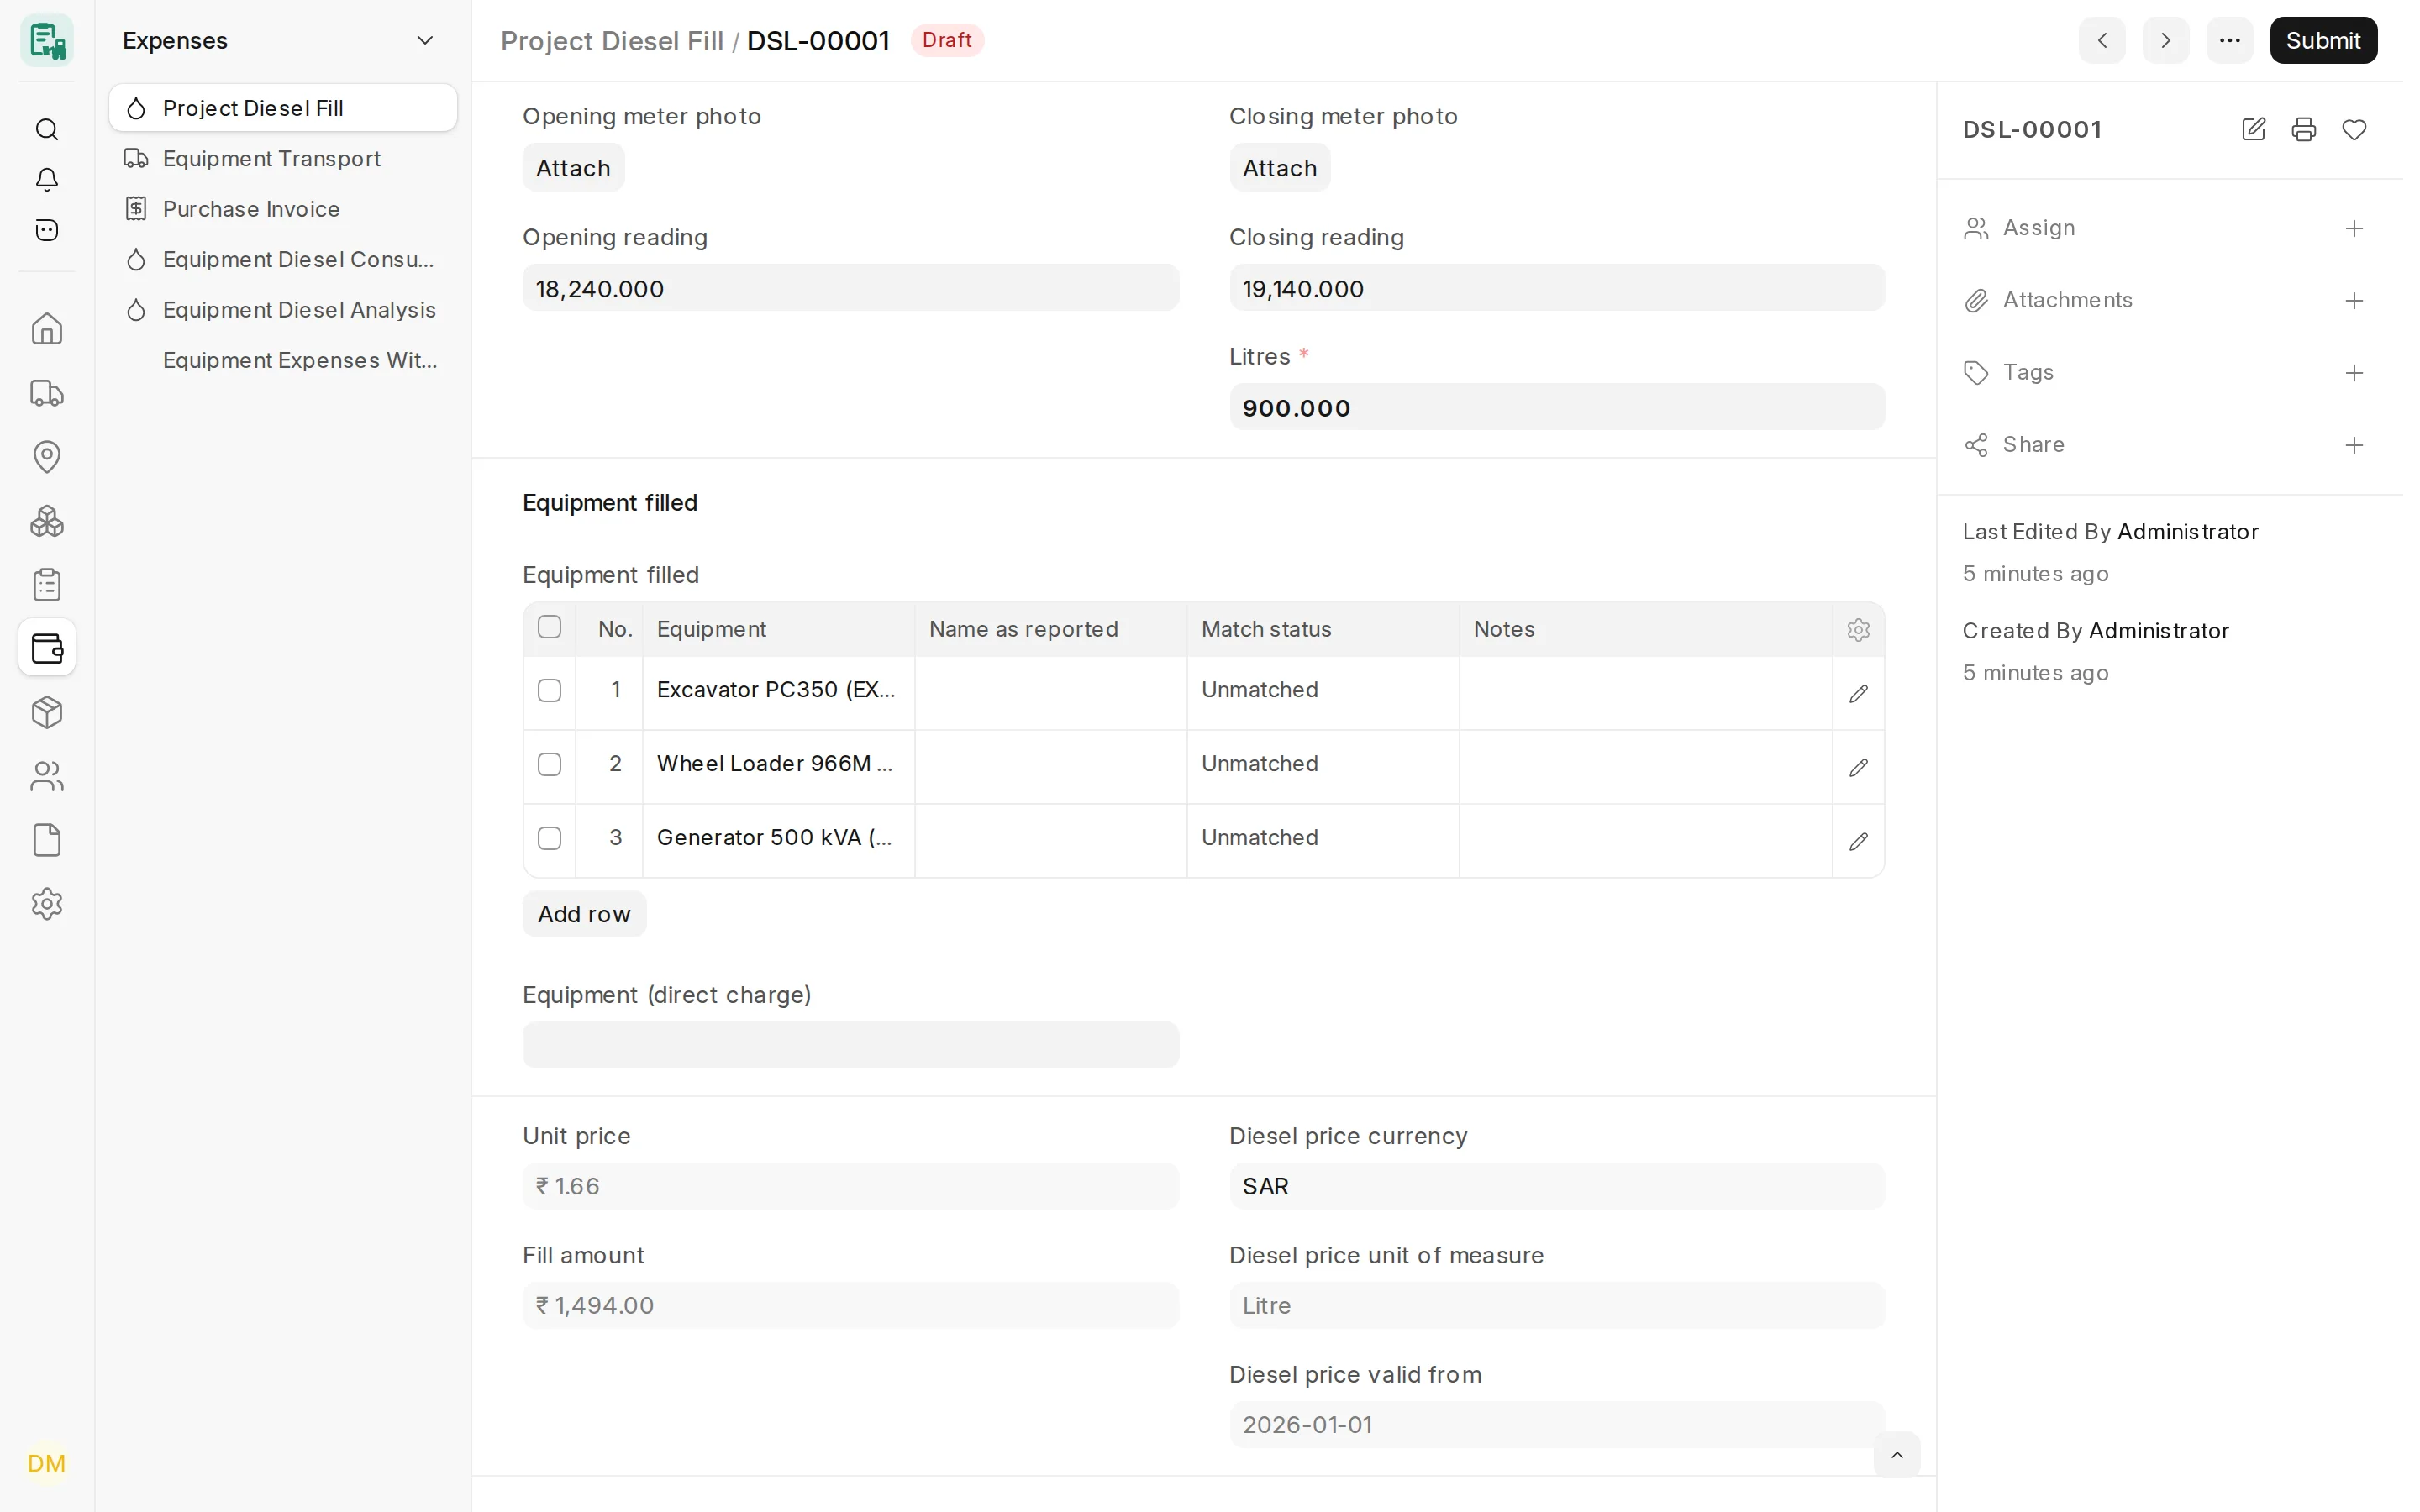 Expenses
Project Diesel Fill
Equipment Transport
Purchase Invoice
Equipment Diesel Consu...
Equipment Diesel Analysis
Equipment Expenses Wit...
DM
Project Diesel Fill / DSL-00001 Draft
Submit
Opening meter photo
Attach
Closing meter photo
Attach
Opening reading
18,240.000
Closing reading
19,140.000
Litres *
900.000
Equipment filled
Equipment filled
No. Equipment Name as reported Match status Notes
1 Excavator PC350 (EX... Unmatched
2 Wheel Loader 966M ... Unmatched
3 Generator 500 kVA (... Unmatched
Add row
Equipment (direct charge)
Unit price
₹ 1.66
Diesel price currency
SAR
Fill amount
₹ 1,494.00
Diesel price unit of measure
Litre
Diesel price valid from
2026-01-01
DSL-00001
Assign
Attachments
Tags
Share
Last Edited By Administrator
5 minutes ago
Created By Administrator
5 minutes ago